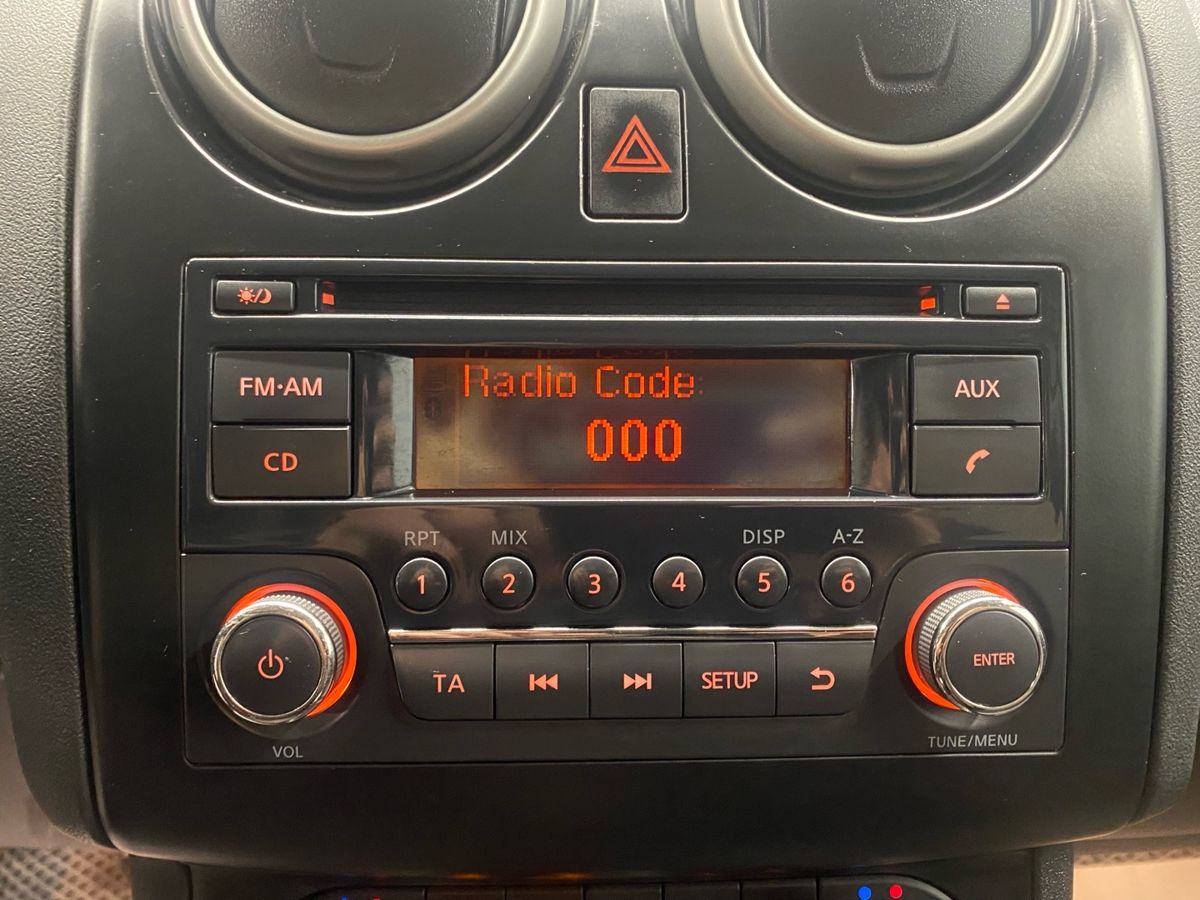 FM·AM
Radio Code:
000
AUX
CD
RPT
MIX
DISP
A-Z
1
2
3
4
5
6
ENTER
TA
SETUP
VOL
TUNE/MENU